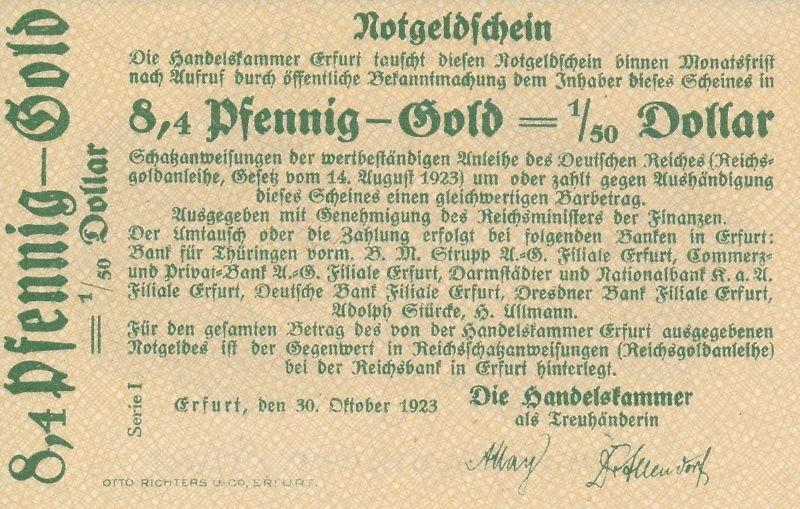 8,4 Pfennig—Gold
= 1/50 Dollar
Notgeldschein
Die Handelskammer Erfurt tauscht diesen Notgeldschein binnen Monatsfrist
nach Aufruf durch öffentliche Bekanntmachung dem Inhaber dieses Scheines in
8,4 Pfennig—Gold = 1/50 Dollar
Schatzanweisungen der wertbeständigen Anleihe des Deutschen Reiches (Reichs-
goldanleihe, Gesetz vom 14. August 1923) um oder zahlt gegen Aushändigung
dieses Scheines einen gleichwertigen Barbetrag.
Ausgegeben mit Genehmigung des Reichsministers der Finanzen.
Der Umtausch oder die Zahlung erfolgt bei folgenden Banken in Erfurt:
Bank für Thüringen vorm. B. M. Strupp A.-G. Filiale Erfurt, Commerz-
und Privat-Bank A.-G. Filiale Erfurt, Darmstädter und Nationalbank K. a. A.
Filiale Erfurt, Deutsche Bank Filiale Erfurt, Dresdner Bank Filiale Erfurt,
Adolph Stürcke, H. Ullmann.
Für den gesamten Betrag des von der Handelskammer Erfurt ausgegebenen
Notgeldes ist der Gegenwert in Reichsschatzanweisungen (Reichsgoldanleihe)
bei der Reichsbank in Erfurt hinterlegt.
Serie I
Erfurt, den 30. Oktober 1923
Die Handelskammer
als Treuhänderin
Dr Allendorf
OTTO RICHTERS U. CO, ERFURT.